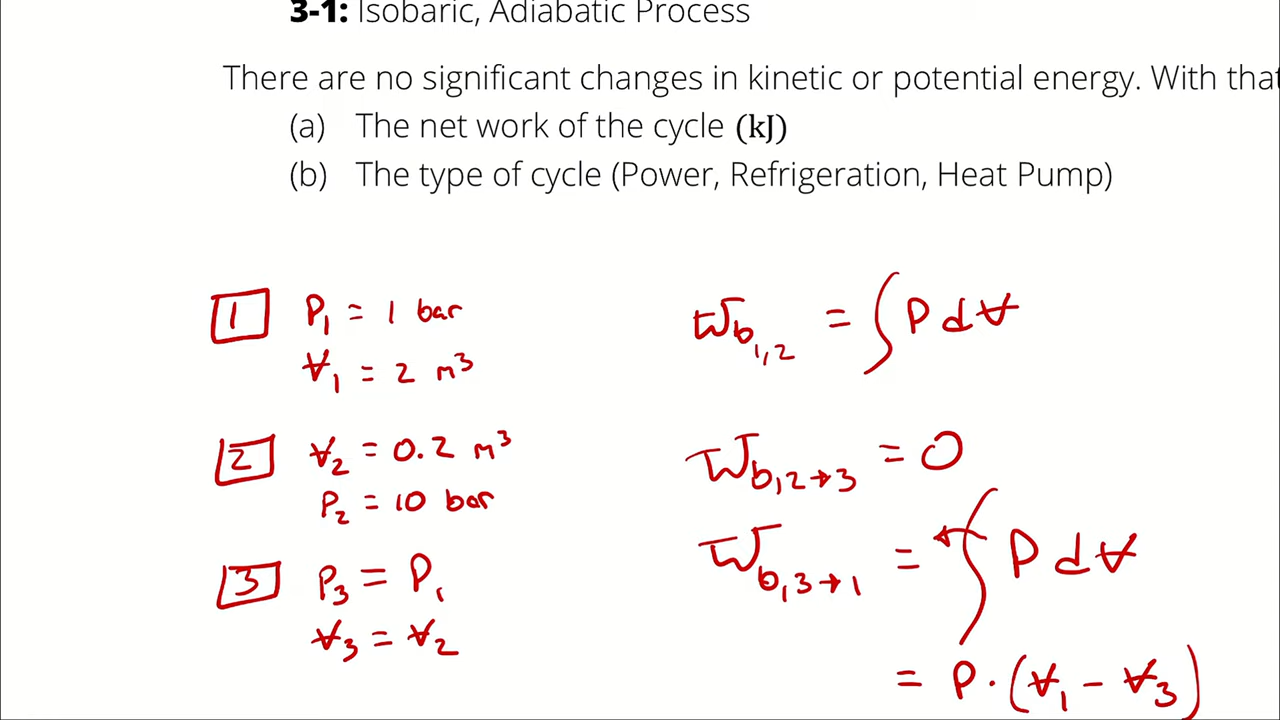 3-1: Isobaric, Adiabatic Process
There are no significant changes in kinetic or potential energy. With that
(a) The net work of the cycle (kJ)
(b) The type of cycle (Power, Refrigeration, Heat Pump)
1 P₁ = 1 bar
V₁ = 2 m³
2 V₂ = 0.2 m³
P₂ = 10 bar
3 P₃ = P₁
V₃ = V₂
W_b₁,₂ = ∫ P dV
W_b,2→3 = 0
W_b,3→1 = ∫ P dV
= P · (V₁ - V₃)